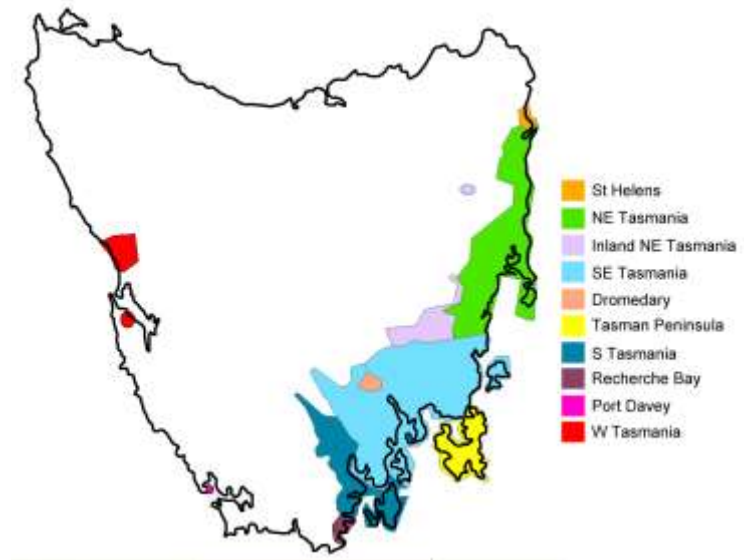 St Helens
NE Tasmania
Inland NE Tasmania
SE Tasmania
Dromedary
Tasman Peninsula
S Tasmania
Recherche Bay
Port Davey
W Tasmania